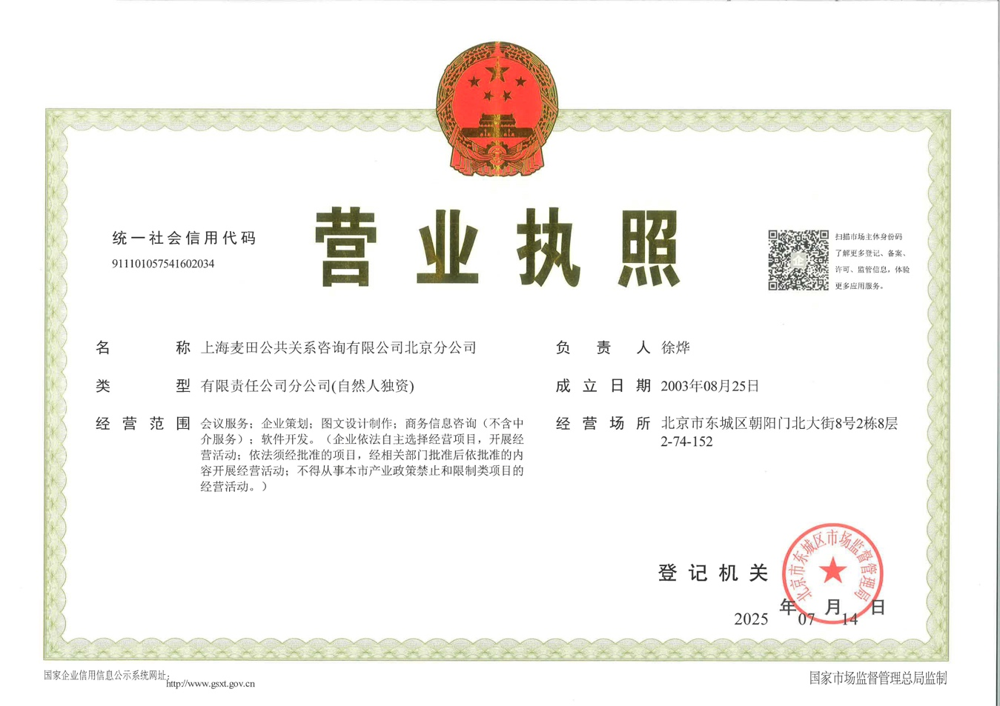 营业执照
统一社会信用代码
911101057541602034
扫描市场主体身份码
了解更多登记、备案、
许可、监管信息，体验
更多应用服务。
名称 上海麦田公共关系咨询有限公司北京分公司
类型 有限责任公司分公司(自然人独资)
经营范围 会议服务；企业策划；图文设计制作；商务信息咨询（不含中
介服务）；软件开发。（企业依法自主选择经营项目，开展经
营活动；依法须经批准的项目，经相关部门批准后依批准的内
容开展经营活动；不得从事本市产业政策禁止和限制类项目的
经营活动。）
负责人 徐烨
成立日期 2003年08月25日
经营场所 北京市东城区朝阳门北大街8号2栋8层
2-74-152
登记机关
北京市东城区市场监督管理局
2025年07月14日
国家企业信用信息公示系统网址：
http://www.gsxt.gov.cn
国家市场监督管理总局监制